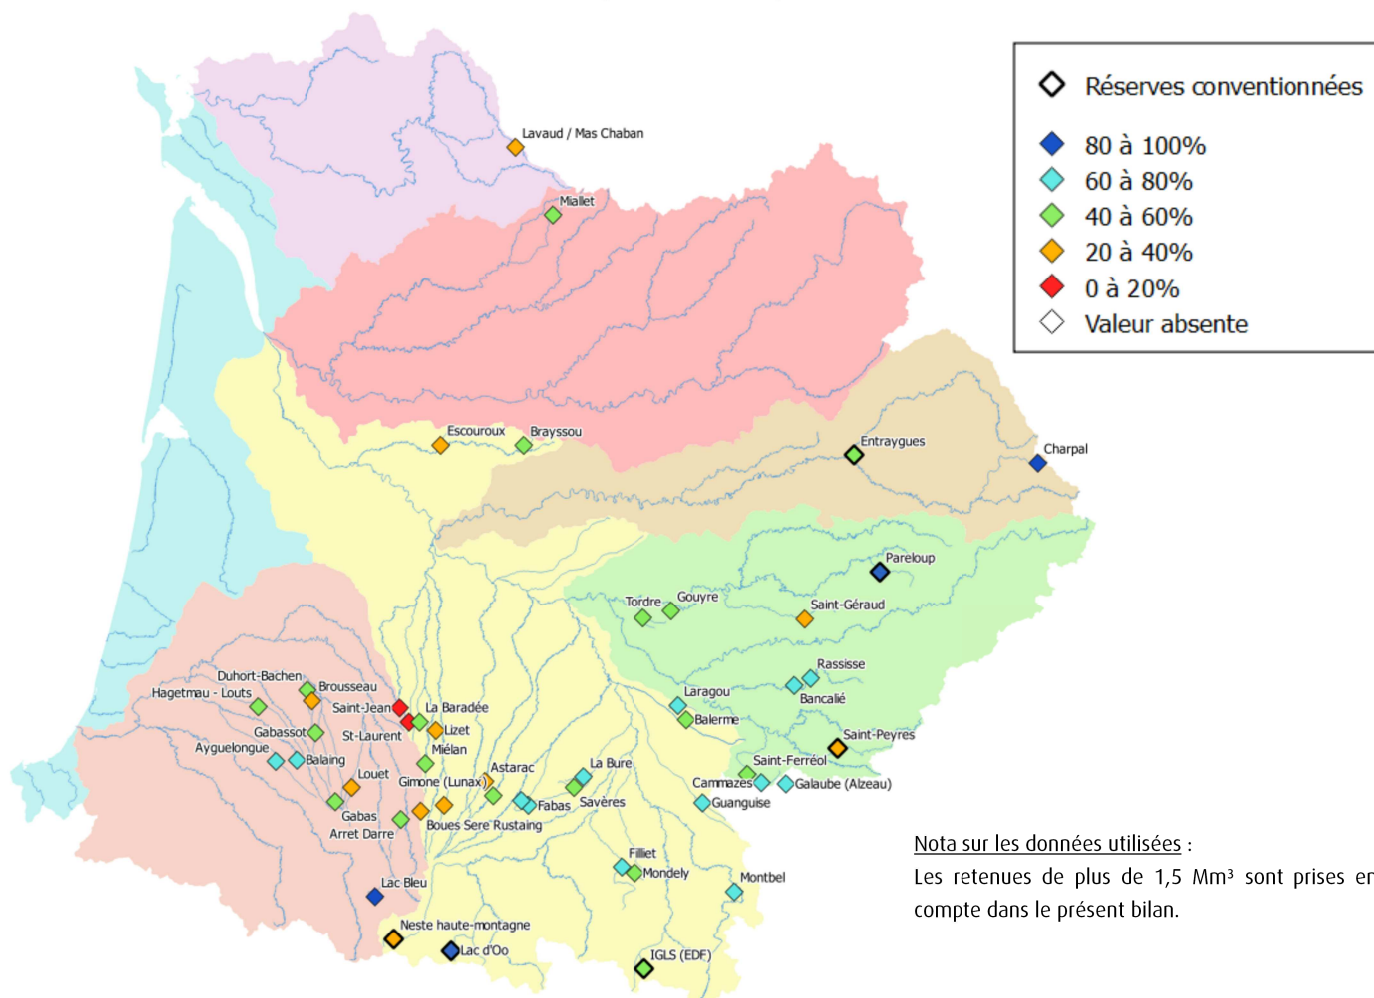 Réserves conventionnées
80 à 100%
60 à 80%
40 à 60%
20 à 40%
0 à 20%
Valeur absente
Lavaud / Mas Chaban
Miallet
Escouroux
Brayssou
Entraygues
Charpal
Pareloup
Tordre
Gouyre
Saint-Géraud
Rassisse
Bancalié
Duhort-Bachen
Brousseau
Hagetmau - Louts
Saint-Jean
La Baradée
Laragou
Balerme
Gabassot
St-Laurent
Lizet
Saint-Peyres
Ayguelongue
Balaing
Miélan
Saint-Ferréol
Louet
Gimone (Lunax)
Astarac
La Bure
Cammazes
Galaube (Alzeau)
Gabas
Fabas
Savères
Guanguise
Arret Darre
Boues Sere Rustaing
Filliet
Mondely
Montbel
Lac Bleu
Neste haute-montagne
Lac d'Oo
IGLS (EDF)
Nota sur les données utilisées :
Les retenues de plus de 1,5 Mm³ sont prises en
compte dans le présent bilan.